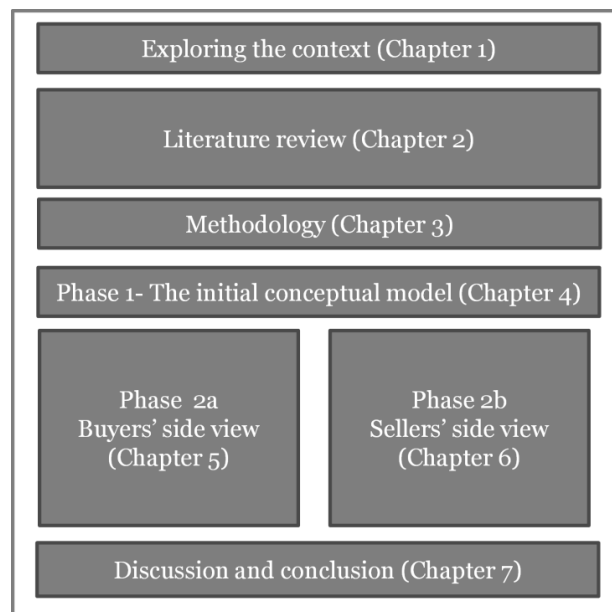 Exploring the context (Chapter 1)
Literature review (Chapter 2)
Methodology (Chapter 3)
Phase 1- The initial conceptual model (Chapter 4)
Phase 2a
Buyers’ side view
(Chapter 5)
Phase 2b
Sellers’ side view
(Chapter 6)
Discussion and conclusion (Chapter 7)